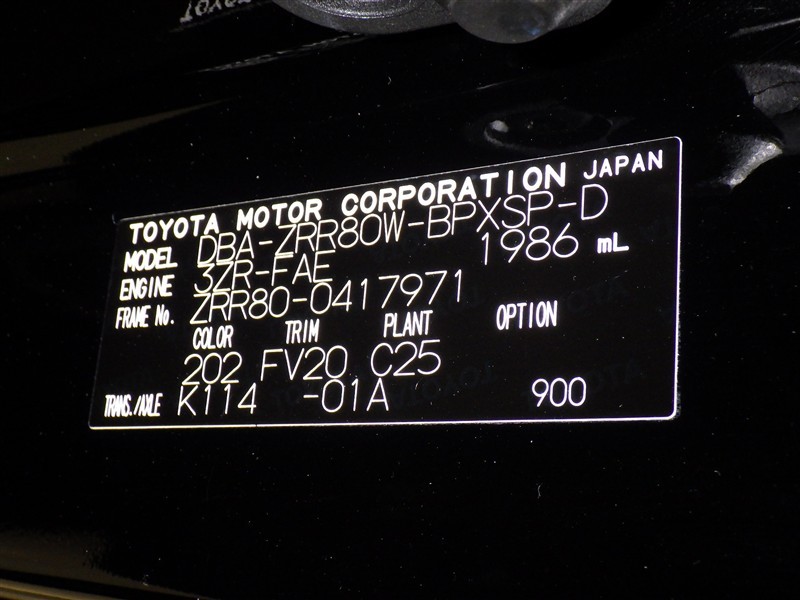 TOYOTA MOTOR CORPORATION JAPAN
MODEL DBA-ZRR80W-BPXSP-D
ENGINE 3ZR-FAE 1986 mL
FRAME No. ZRR80-0417971
COLOR TRIM PLANT OPTION
202 FV20 C25
TRANS./AXLE K114 -01A 900